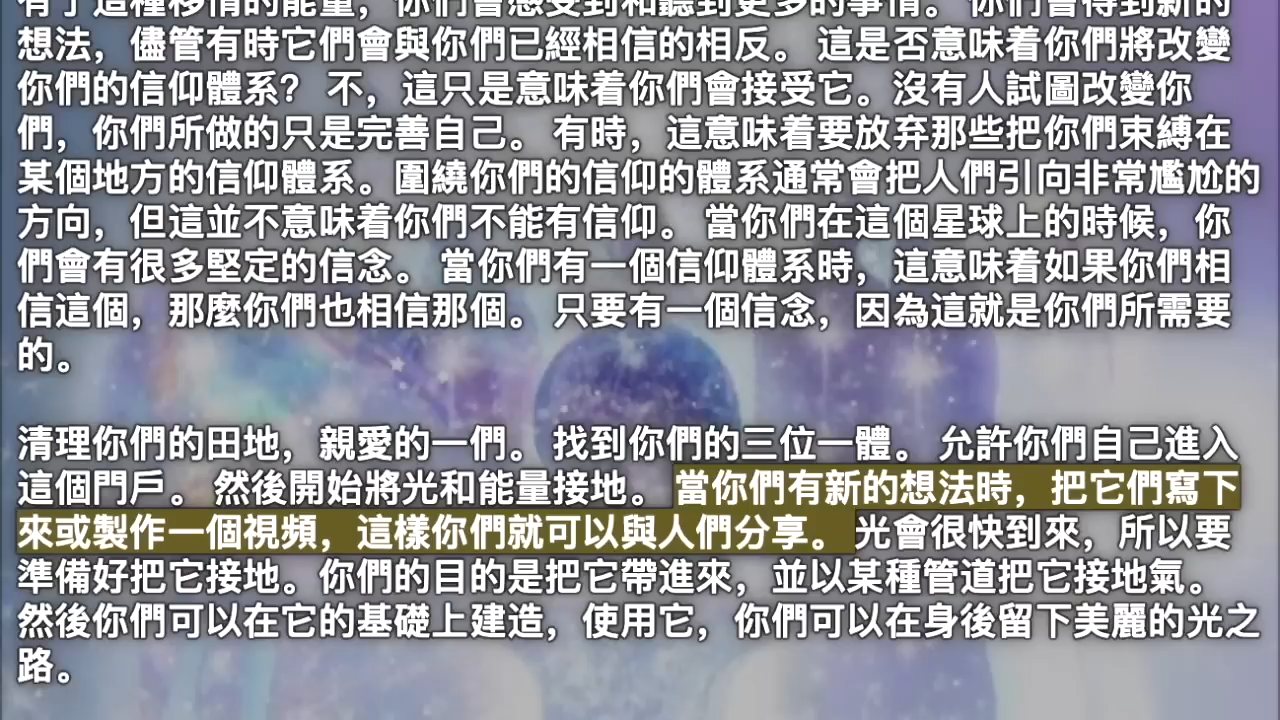 有了這種移情的能量，你們會感受到和聽到更多的事情。 你們會得到新的
想法，儘管有時它們會與你們已經相信的相反。 這是否意味着你們將改變
你們的信仰體系？ 不，這只是意味着你們會接受它。沒有人試圖改變你
們，你們所做的只是完善自己。 有時，這意味着要放弃那些把你們束縛在
某個地方的信仰體系。圍繞你們的信仰的體系通常會把人們引向非常尷尬的
方向，但這並不意味着你們不能有信仰。 當你們在這個星球上的時候，你
們會有很多堅定的信念。 當你們有一個信仰體系時，這意味着如果你們相
信這個，那麼你們也相信那個。 只要有一個信念，因為這就是你們所需要
的。
清理你們的田地，親愛的一們。 找到你們的三位一體。 允許你們自己進入
這個門戶。 然後開始將光和能量接地。 當你們有新的想法時，把它們寫下
來或製作一個視頻，這樣你們就可以與人們分享。 光會很快到來，所以要
準備好把它接地。你們的目的是把它帶進來，並以某種管道把它接地氣。
然後你們可以在它的基礎上建造，使用它，你們可以在身後留下美麗的光之
路。